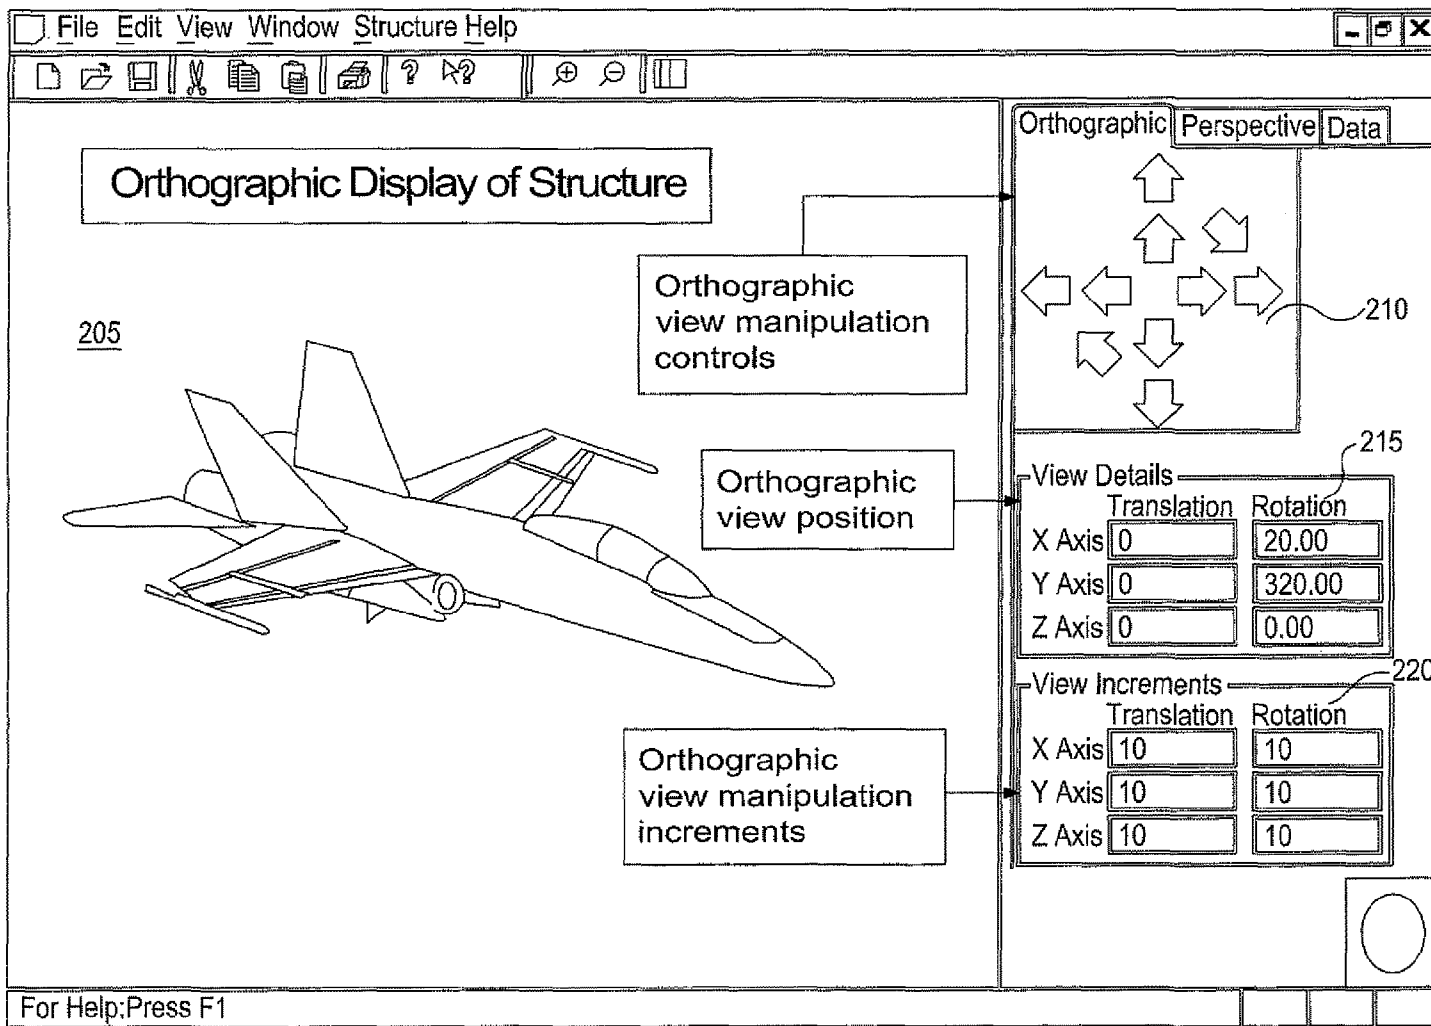 File Edit View Window Structure Help
Orthographic Perspective Data
Orthographic Display of Structure
Orthographic
view manipulation
controls
205
210
Orthographic
view position
215
View Details
Translation Rotation
X Axis 0 20.00
Y Axis 0 320.00
Z Axis 0 0.00
220
View Increments
Translation Rotation
X Axis 10 10
Y Axis 10 10
Z Axis 10 10
Orthographic
view manipulation
increments
For Help;Press F1